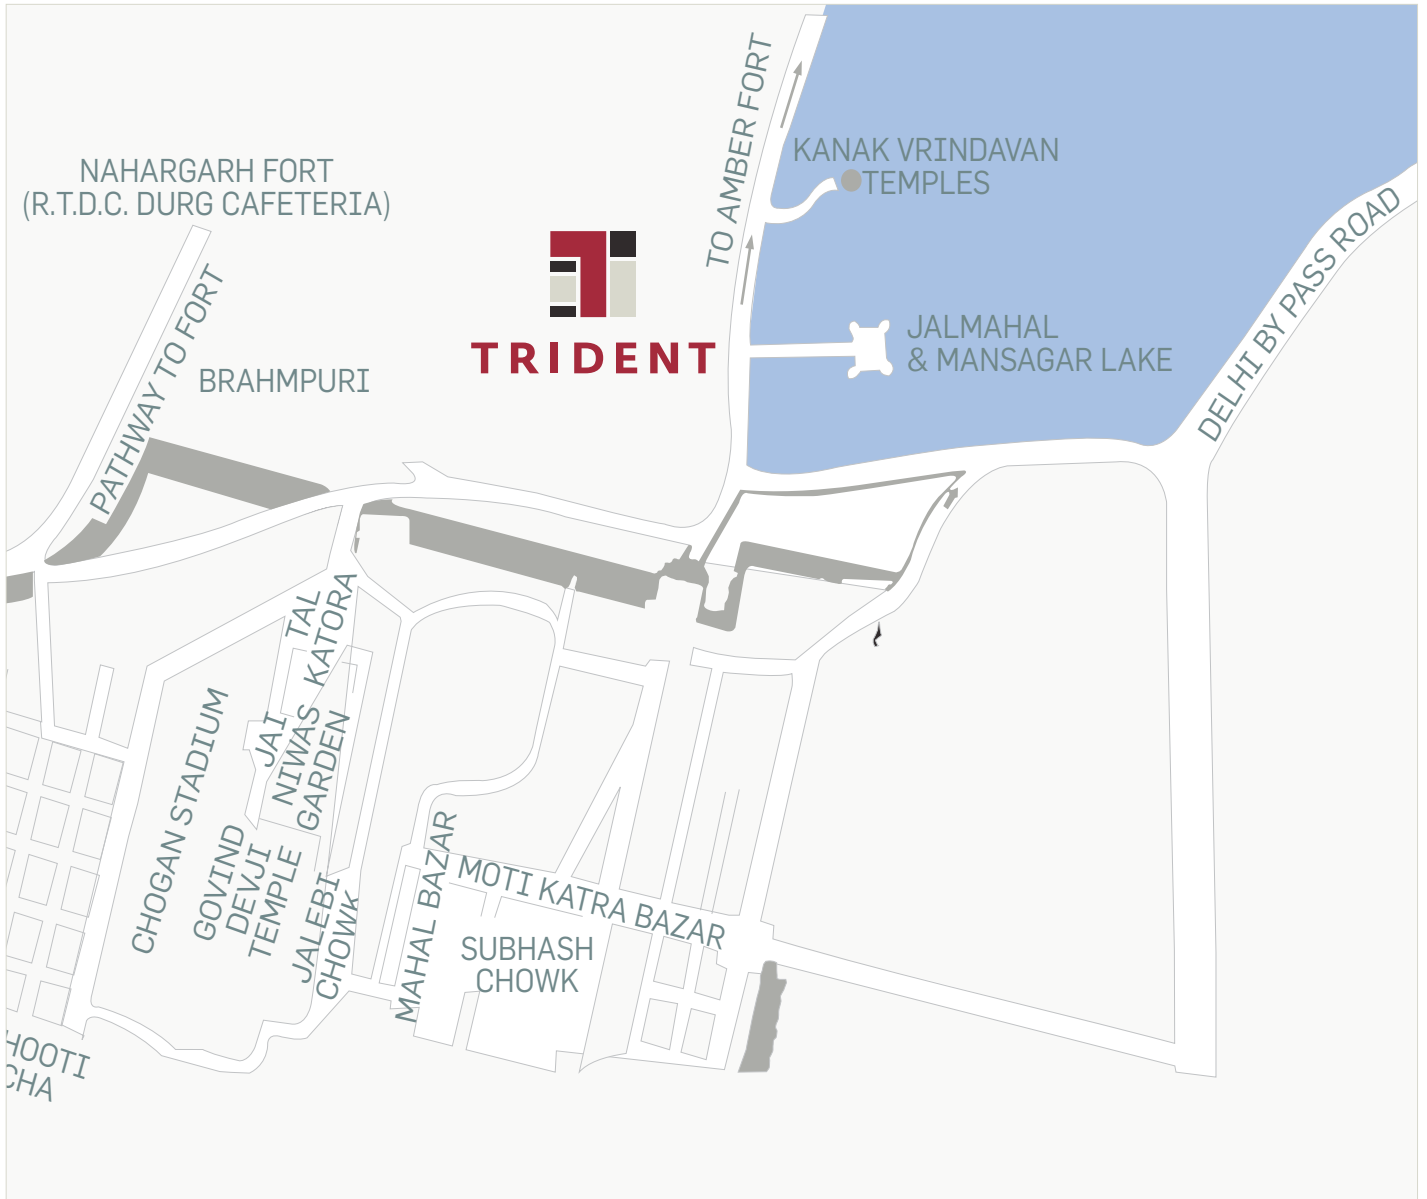 TO AMBER FORT
KANAK VRINDAVAN
TEMPLES
NAHARGARH FORT
(R.T.D.C. DURG CAFETERIA)
DELHI BY PASS ROAD
PATHWAY TO FORT
TRIDENT
JALMAHAL
& MANSAGAR LAKE
BRAHMPURI
TAL
KATORA
CHOGAN STADIUM
JAI
NIWAS
GARDEN
GOVIND
DEVJI
TEMPLE
JALEBI
CHOWK
MAHAL BAZAR
MOTI KATRA BAZAR
SUBHASH
CHOWK
HOOTI
CHA